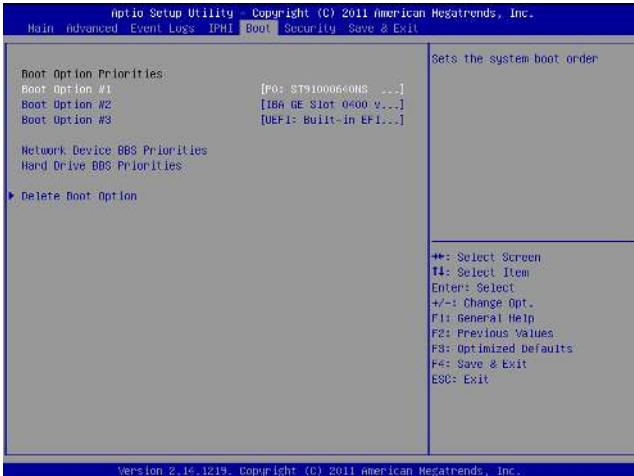 Aptio Setup Utility - Copyright (C) 2011 American Megatrends, Inc.
Main Advanced Event Logs IPMI Boot Security Save & Exit
Sets the system boot order
Boot Option Priorities
Boot Option #1 [P0: ST91000640NS ...]
Boot Option #2 [IBA GE Slot 0400 v...]
Boot Option #3 [UEFI: Built-in EFI...]
Network Device BBS Priorities
Hard Drive BBS Priorities
Delete Boot Option
→←: Select Screen
↑↓: Select Item
Enter: Select
+/-: Change Opt.
F1: General Help
F2: Previous Values
F3: Optimized Defaults
F4: Save & Exit
ESC: Exit
Version 2.14.1219. Copyright (C) 2011 American Megatrends, Inc.